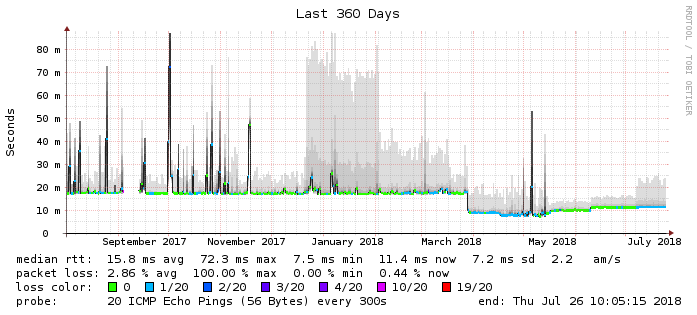 Last 360 Days
RRDTOOL / TOBI OETIKER
Seconds
80 m
70 m
60 m
50 m
40 m
30 m
20 m
10 m
0
September 2017 November 2017 January 2018 March 2018 May 2018 July 2018
median rtt: 15.8 ms avg 72.3 ms max 7.5 ms min 11.4 ms now 7.2 ms sd 2.2 am/s
packet loss: 2.86 % avg 100.00 % max 0.00 % min 0.44 % now
loss color: 0 1/20 2/20 3/20 4/20 10/20 19/20
probe: 20 ICMP Echo Pings (56 Bytes) every 300s end: Thu Jul 26 10:05:15 2018